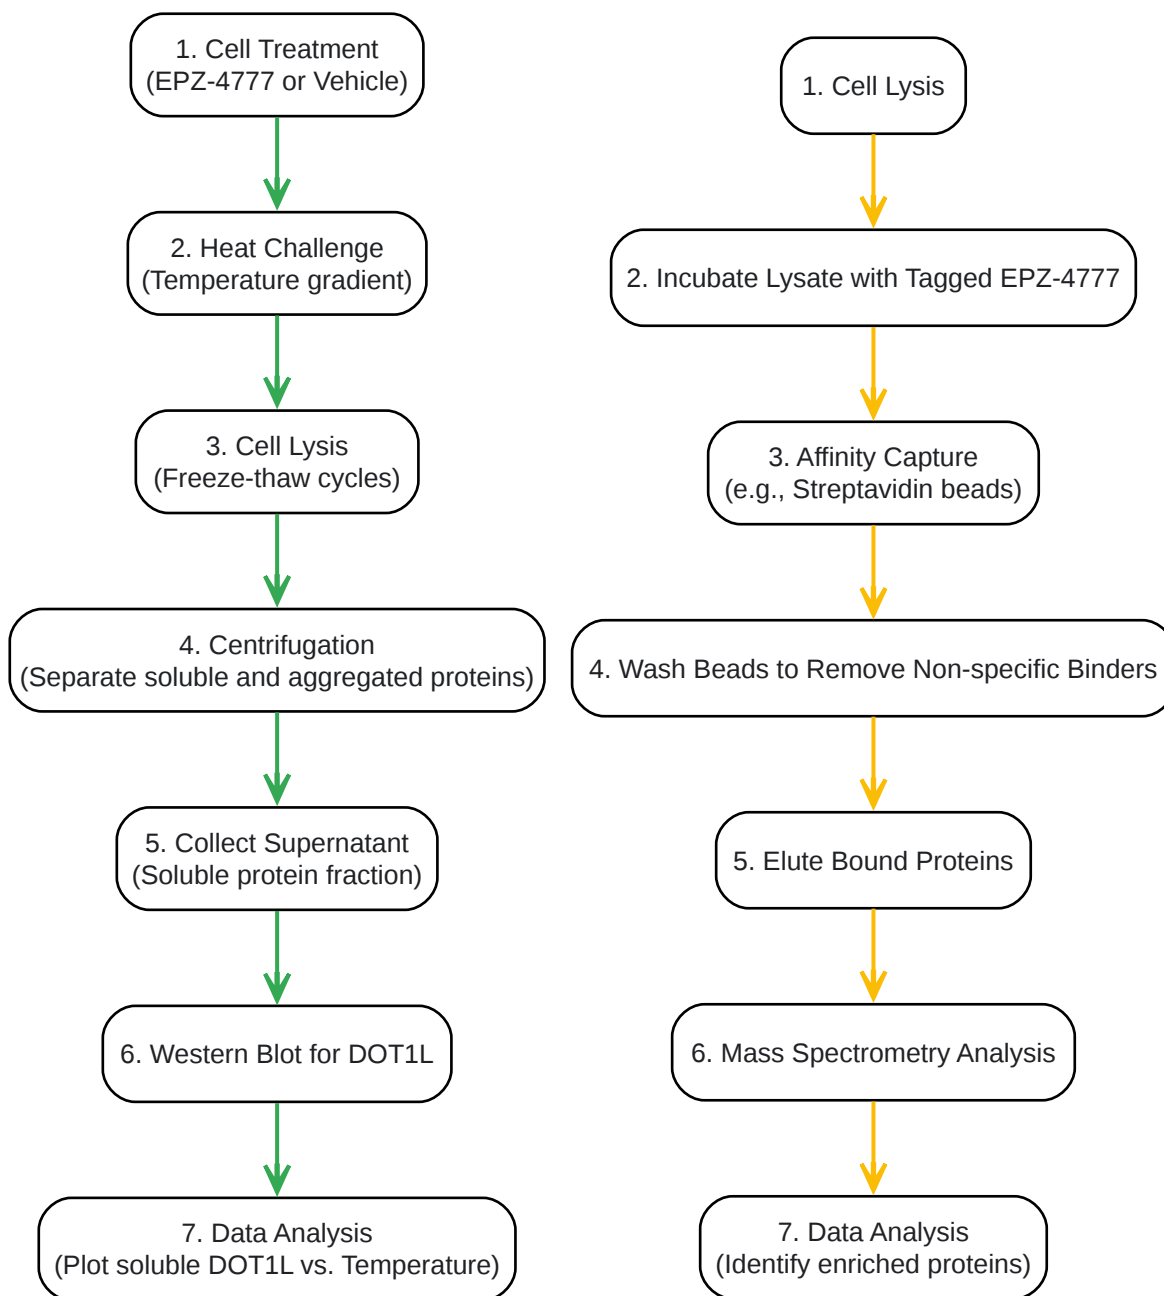 1. Cell Treatment
(EPZ-4777 or Vehicle)
2. Heat Challenge
(Temperature gradient)
3. Cell Lysis
(Freeze-thaw cycles)
4. Centrifugation
(Separate soluble and aggregated proteins)
5. Collect Supernatant
(Soluble protein fraction)
6. Western Blot for DOT1L
7. Data Analysis
(Plot soluble DOT1L vs. Temperature)
1. Cell Lysis
2. Incubate Lysate with Tagged EPZ-4777
3. Affinity Capture
(e.g., Streptavidin beads)
4. Wash Beads to Remove Non-specific Binders
5. Elute Bound Proteins
6. Mass Spectrometry Analysis
7. Data Analysis
(Identify enriched proteins)